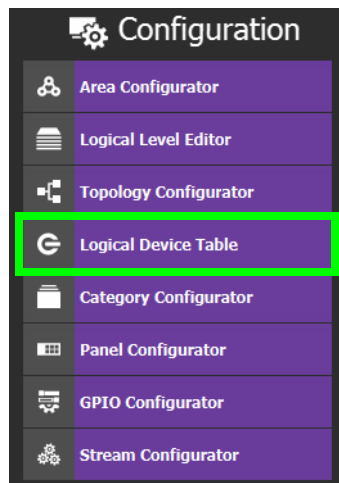 Configuration
Area Configurator
Logical Level Editor
Topology Configurator
Logical Device Table
Category Configurator
Panel Configurator
GPIO Configurator
Stream Configurator